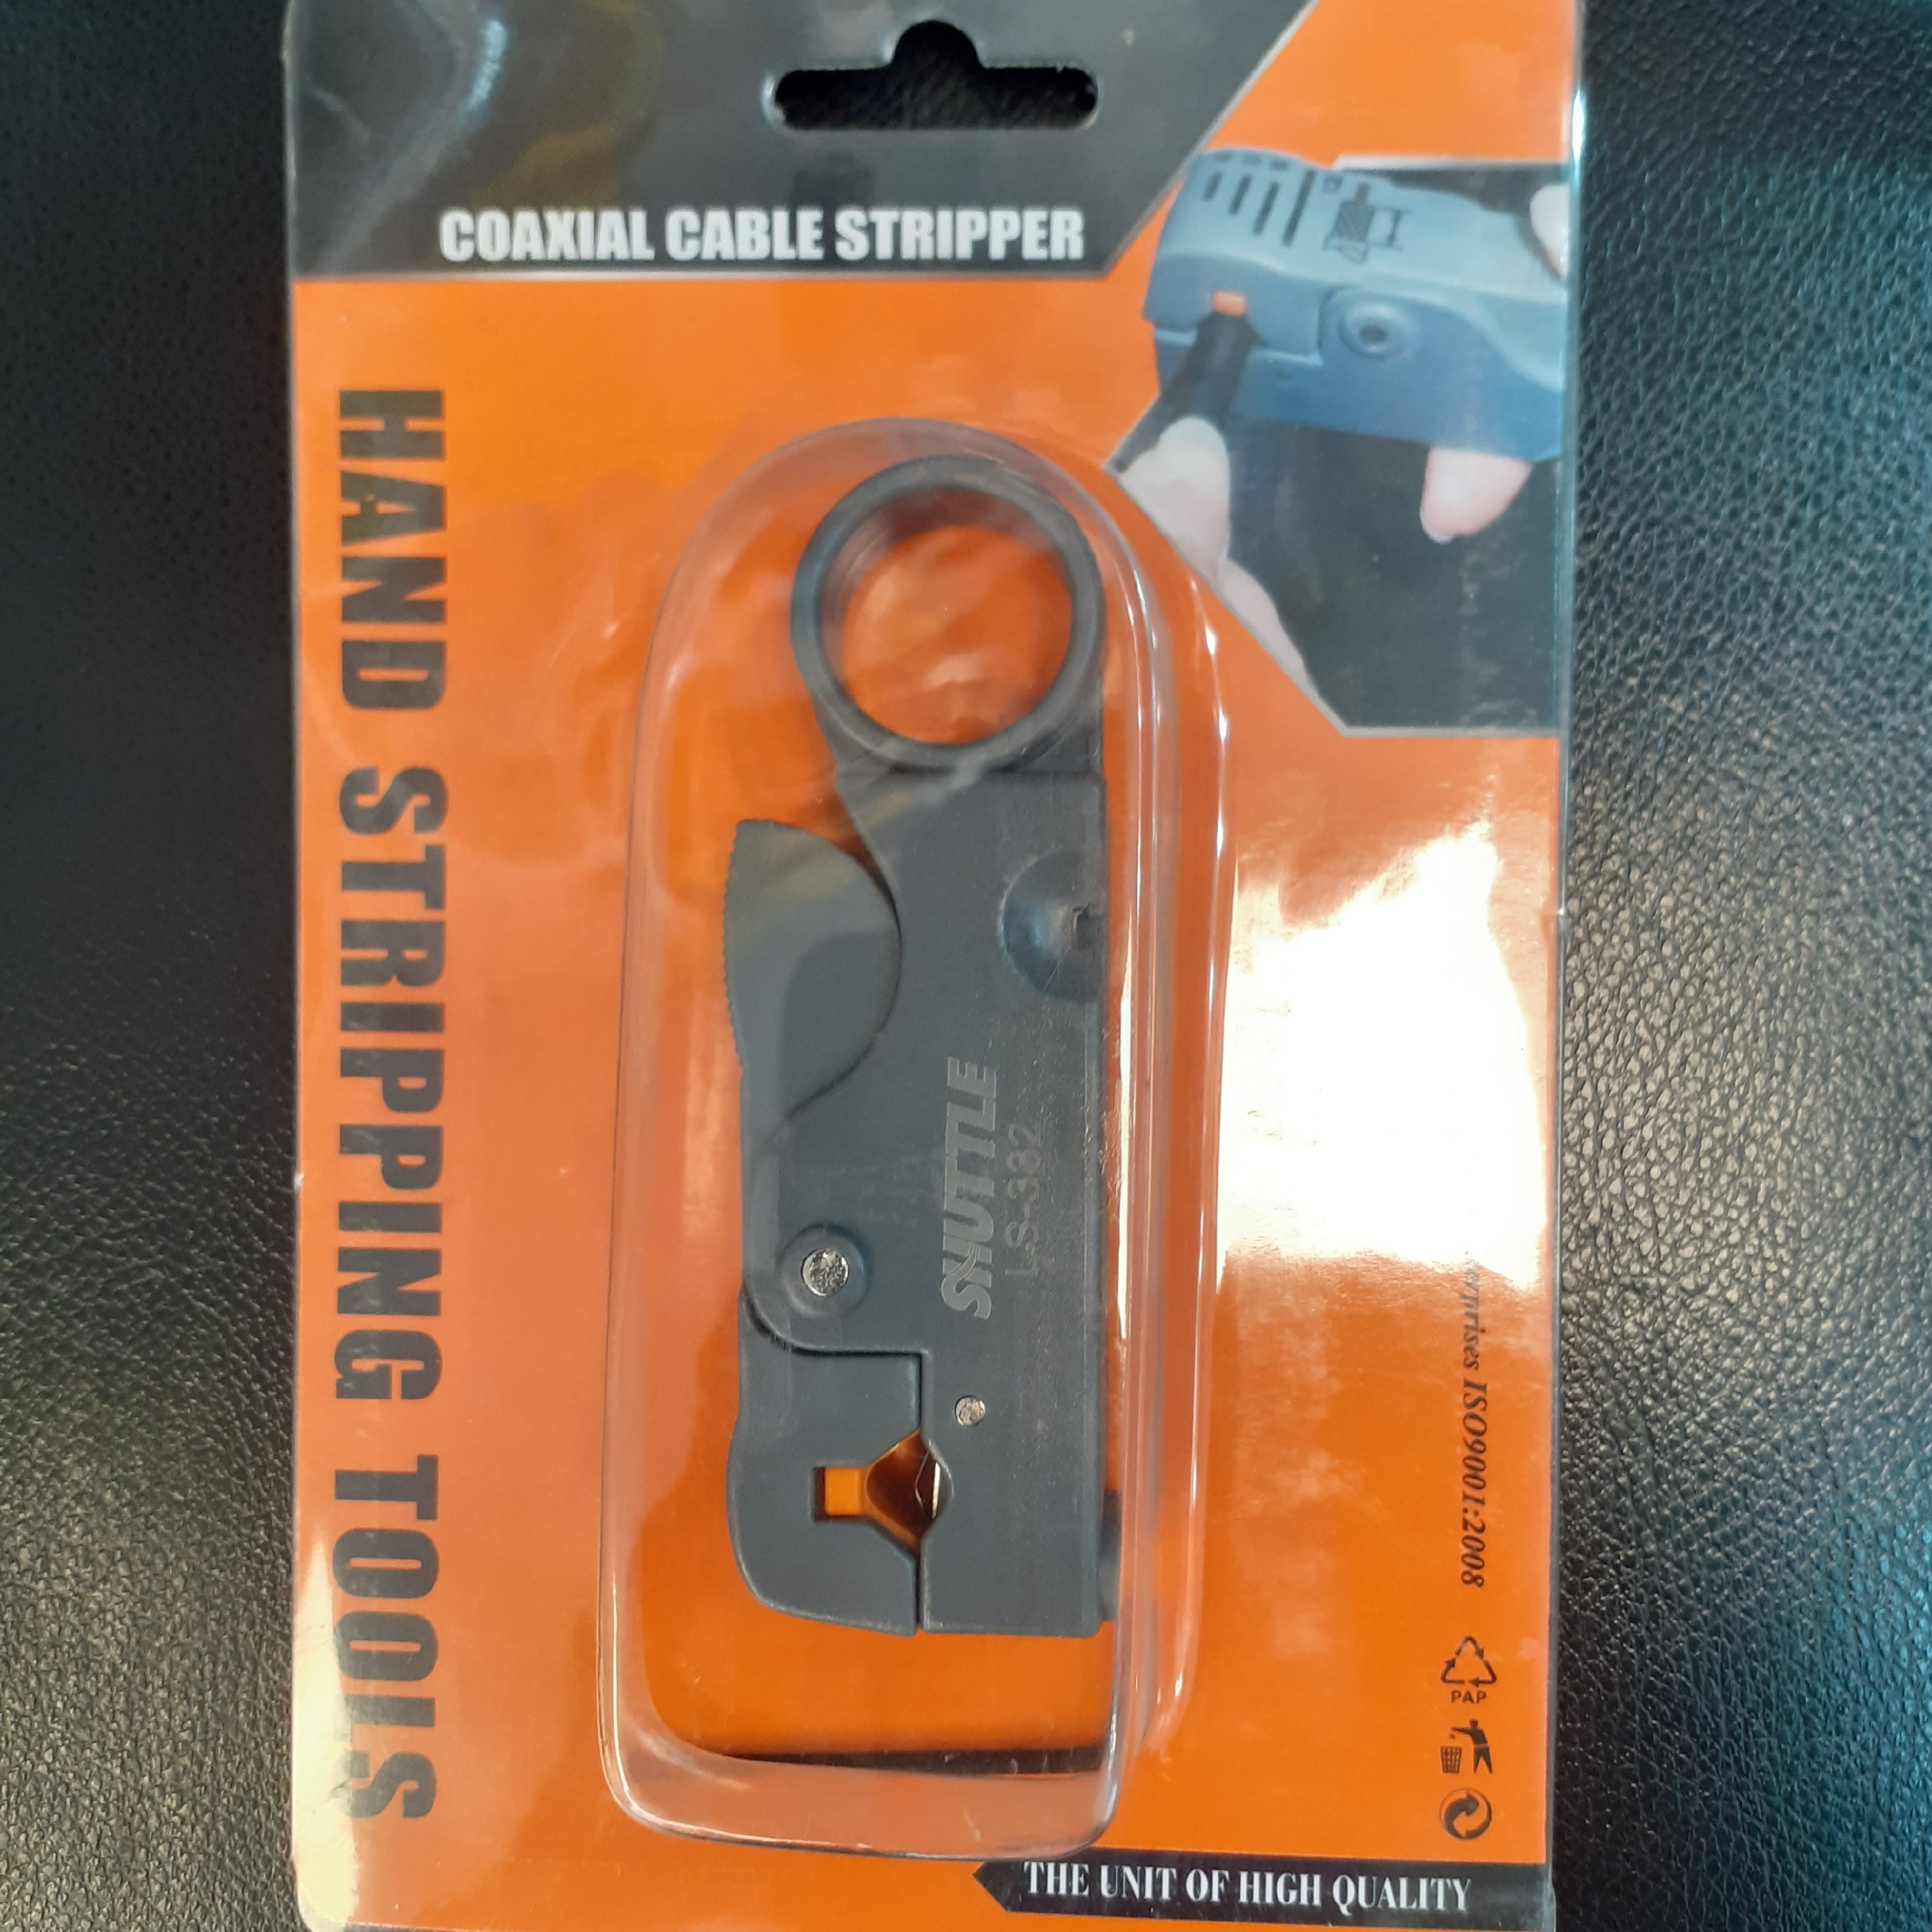 COAXIAL CABLE STRIPPER
HAND STRIPPING TOOLS
SHUTTLE
LS-332
ISO9001:2008
PAP
THE UNIT OF HIGH QUALITY